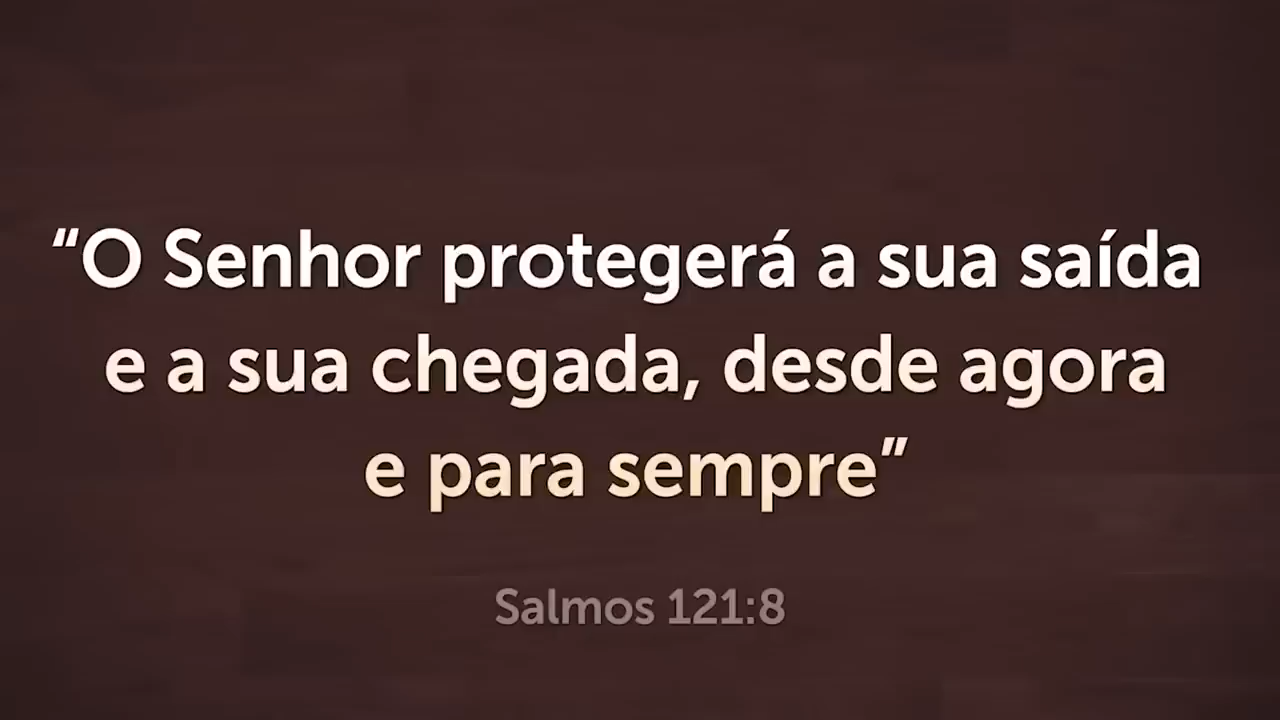 “O Senhor protegerá a sua saída
e a sua chegada, desde agora
e para sempre”
Salmos 121:8